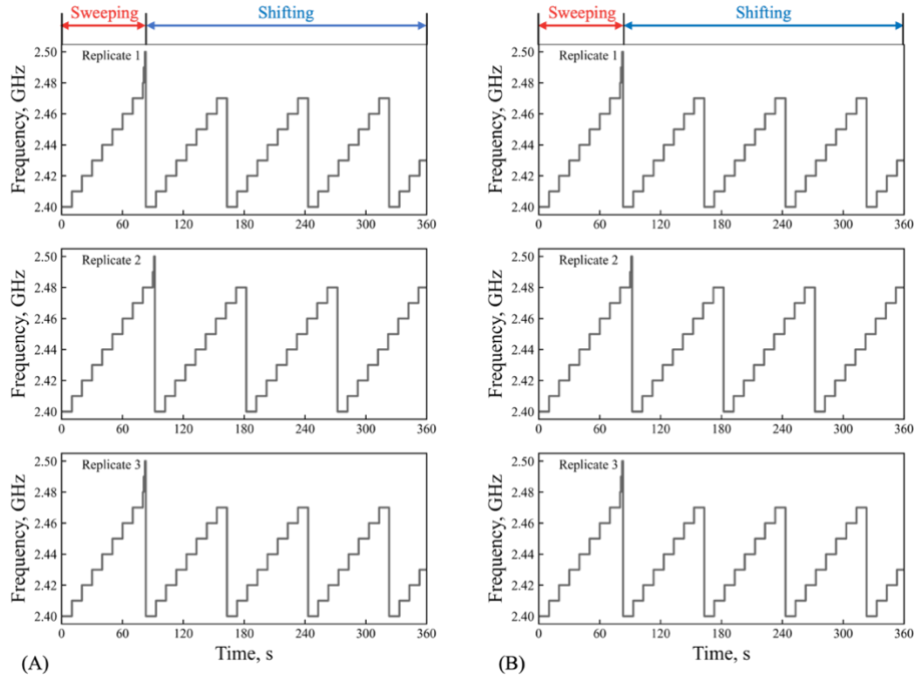 Sweeping Shifting Sweeping Shifting
Replicate 1
Frequency, GHz
2.50
2.48
2.46
2.44
2.42
2.40
0 60 120 180 240 300 360
Replicate 1
Frequency, GHz
2.50
2.48
2.46
2.44
2.42
2.40
0 60 120 180 240 300 360
Replicate 2
Frequency, GHz
2.50
2.48
2.46
2.44
2.42
2.40
0 60 120 180 240 300 360
Replicate 2
Frequency, GHz
2.50
2.48
2.46
2.44
2.42
2.40
0 60 120 180 240 300 360
Replicate 3
Frequency, GHz
2.50
2.48
2.46
2.44
2.42
2.40
0 60 120 180 240 300 360
Replicate 3
Frequency, GHz
2.50
2.48
2.46
2.44
2.42
2.40
0 60 120 180 240 300 360
(A) Time, s
(B) Time, s